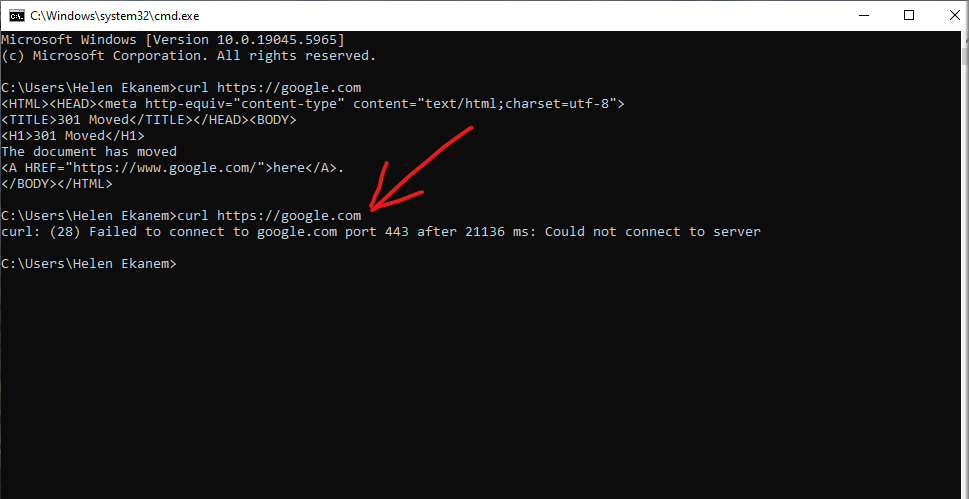 C:\Windows\system32\cmd.exe
Microsoft Windows [Version 10.0.19045.5965]
(c) Microsoft Corporation. All rights reserved.
C:\Users\Helen Ekanem>curl https://google.com
<HTML><HEAD><meta http-equiv="content-type" content="text/html;charset=utf-8">
<TITLE>301 Moved</TITLE></HEAD><BODY>
<H1>301 Moved</H1>
The document has moved
<A HREF="https://www.google.com/">here</A>.
</BODY></HTML>
C:\Users\Helen Ekanem>curl https://google.com
curl: (28) Failed to connect to google.com port 443 after 21136 ms: Could not connect to server
C:\Users\Helen Ekanem>